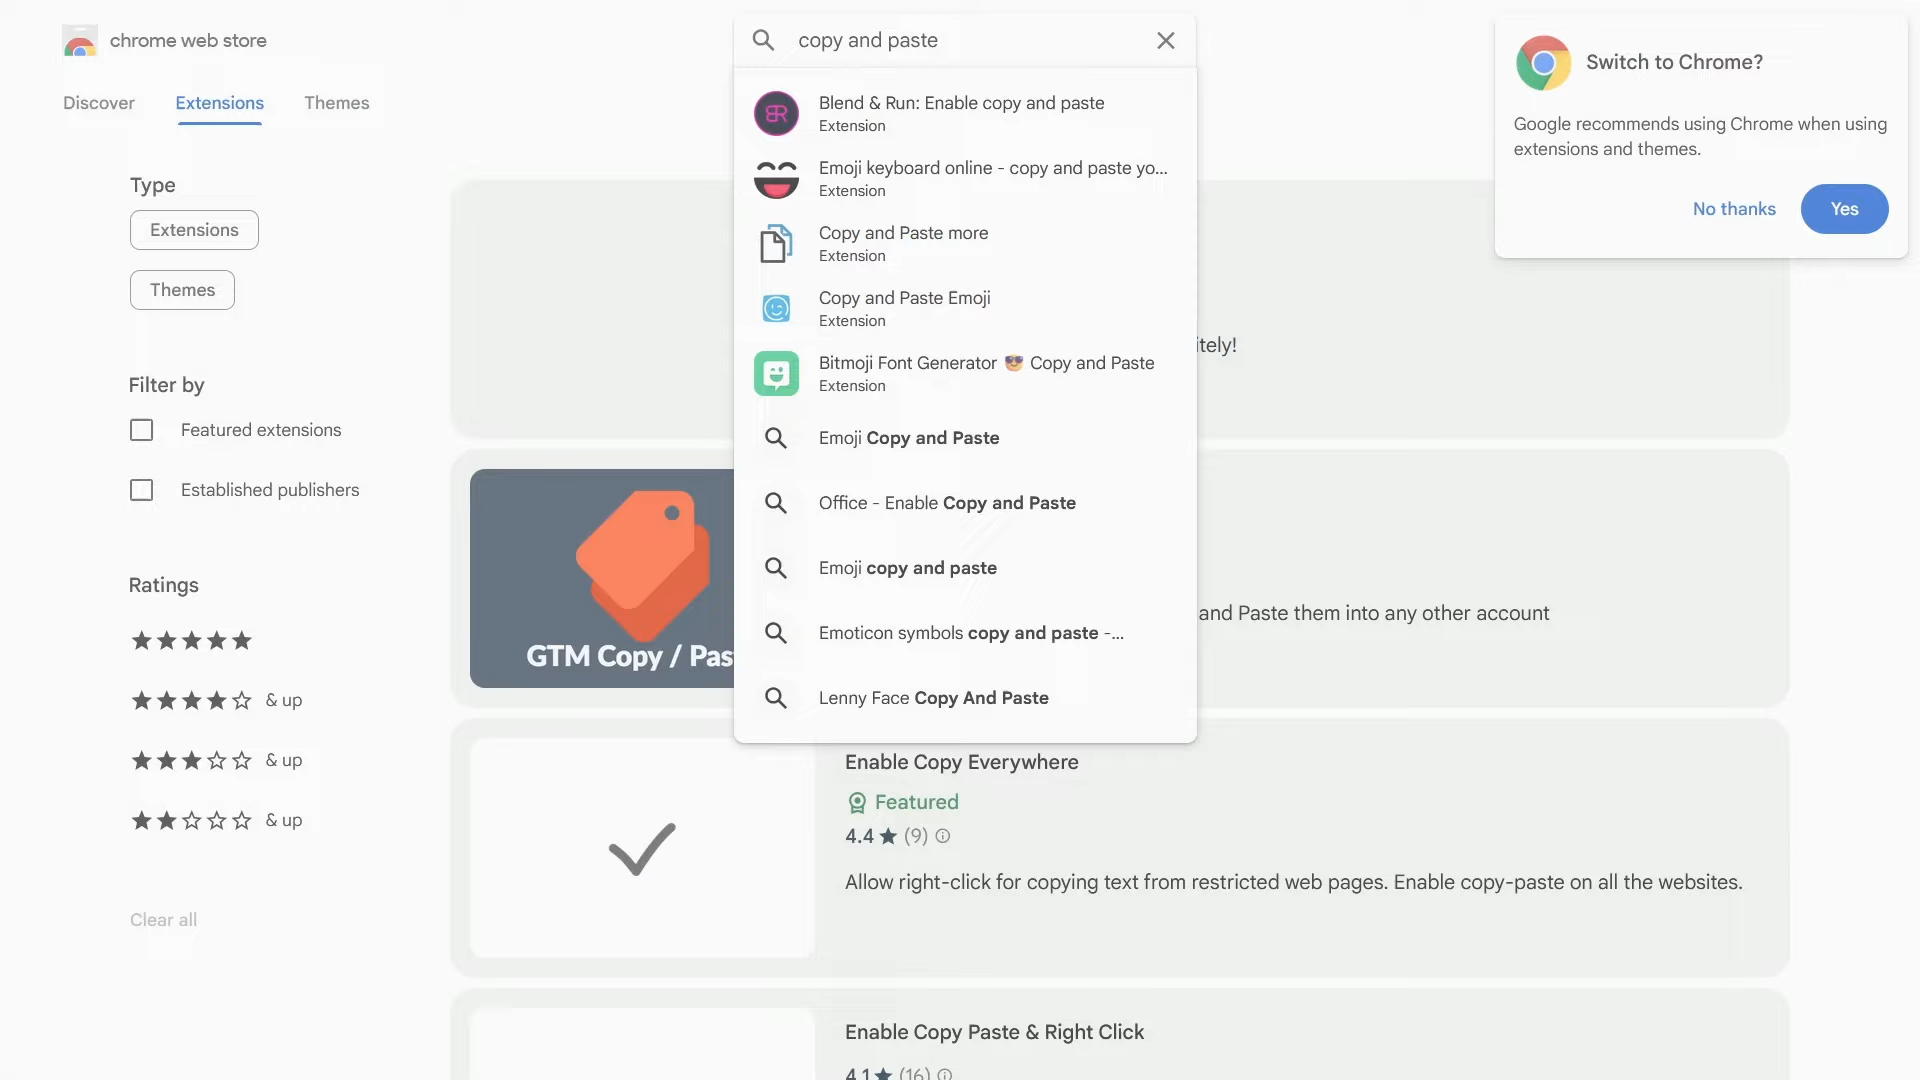 chrome web store
copy and paste
Switch to Chrome?
Google recommends using Chrome when using
extensions and themes.
No thanks
Yes
Discover
Extensions
Themes
Type
Extensions
Themes
Filter by
Featured extensions
Established publishers
Ratings
& up
& up
& up
Clear all
Blend & Run: Enable copy and paste
Extension
Emoji keyboard online - copy and paste yo...
Extension
Copy and Paste more
Extension
Copy and Paste Emoji
Extension
Bitmoji Font Generator 😎 Copy and Paste
Extension
Emoji Copy and Paste
Office - Enable Copy and Paste
Emoji copy and paste
Emoticon symbols copy and paste -...
Lenny Face Copy And Paste
itely!
GTM Copy / Pas
and Paste them into any other account
Enable Copy Everywhere
Featured
4.4 ★ (9)
Allow right-click for copying text from restricted web pages. Enable copy-paste on all the websites.
Enable Copy Paste & Right Click
4.1 ★ (16)